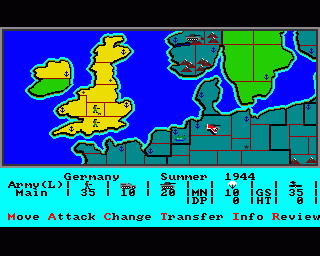 Germany Summer 1944
Army(L) | | | |MN| | |GS|
Main | 35 | 10 | 20 | | 10 | | 35
|DP| 0 |HT| 0
Move Attack Change Transfer Info Review